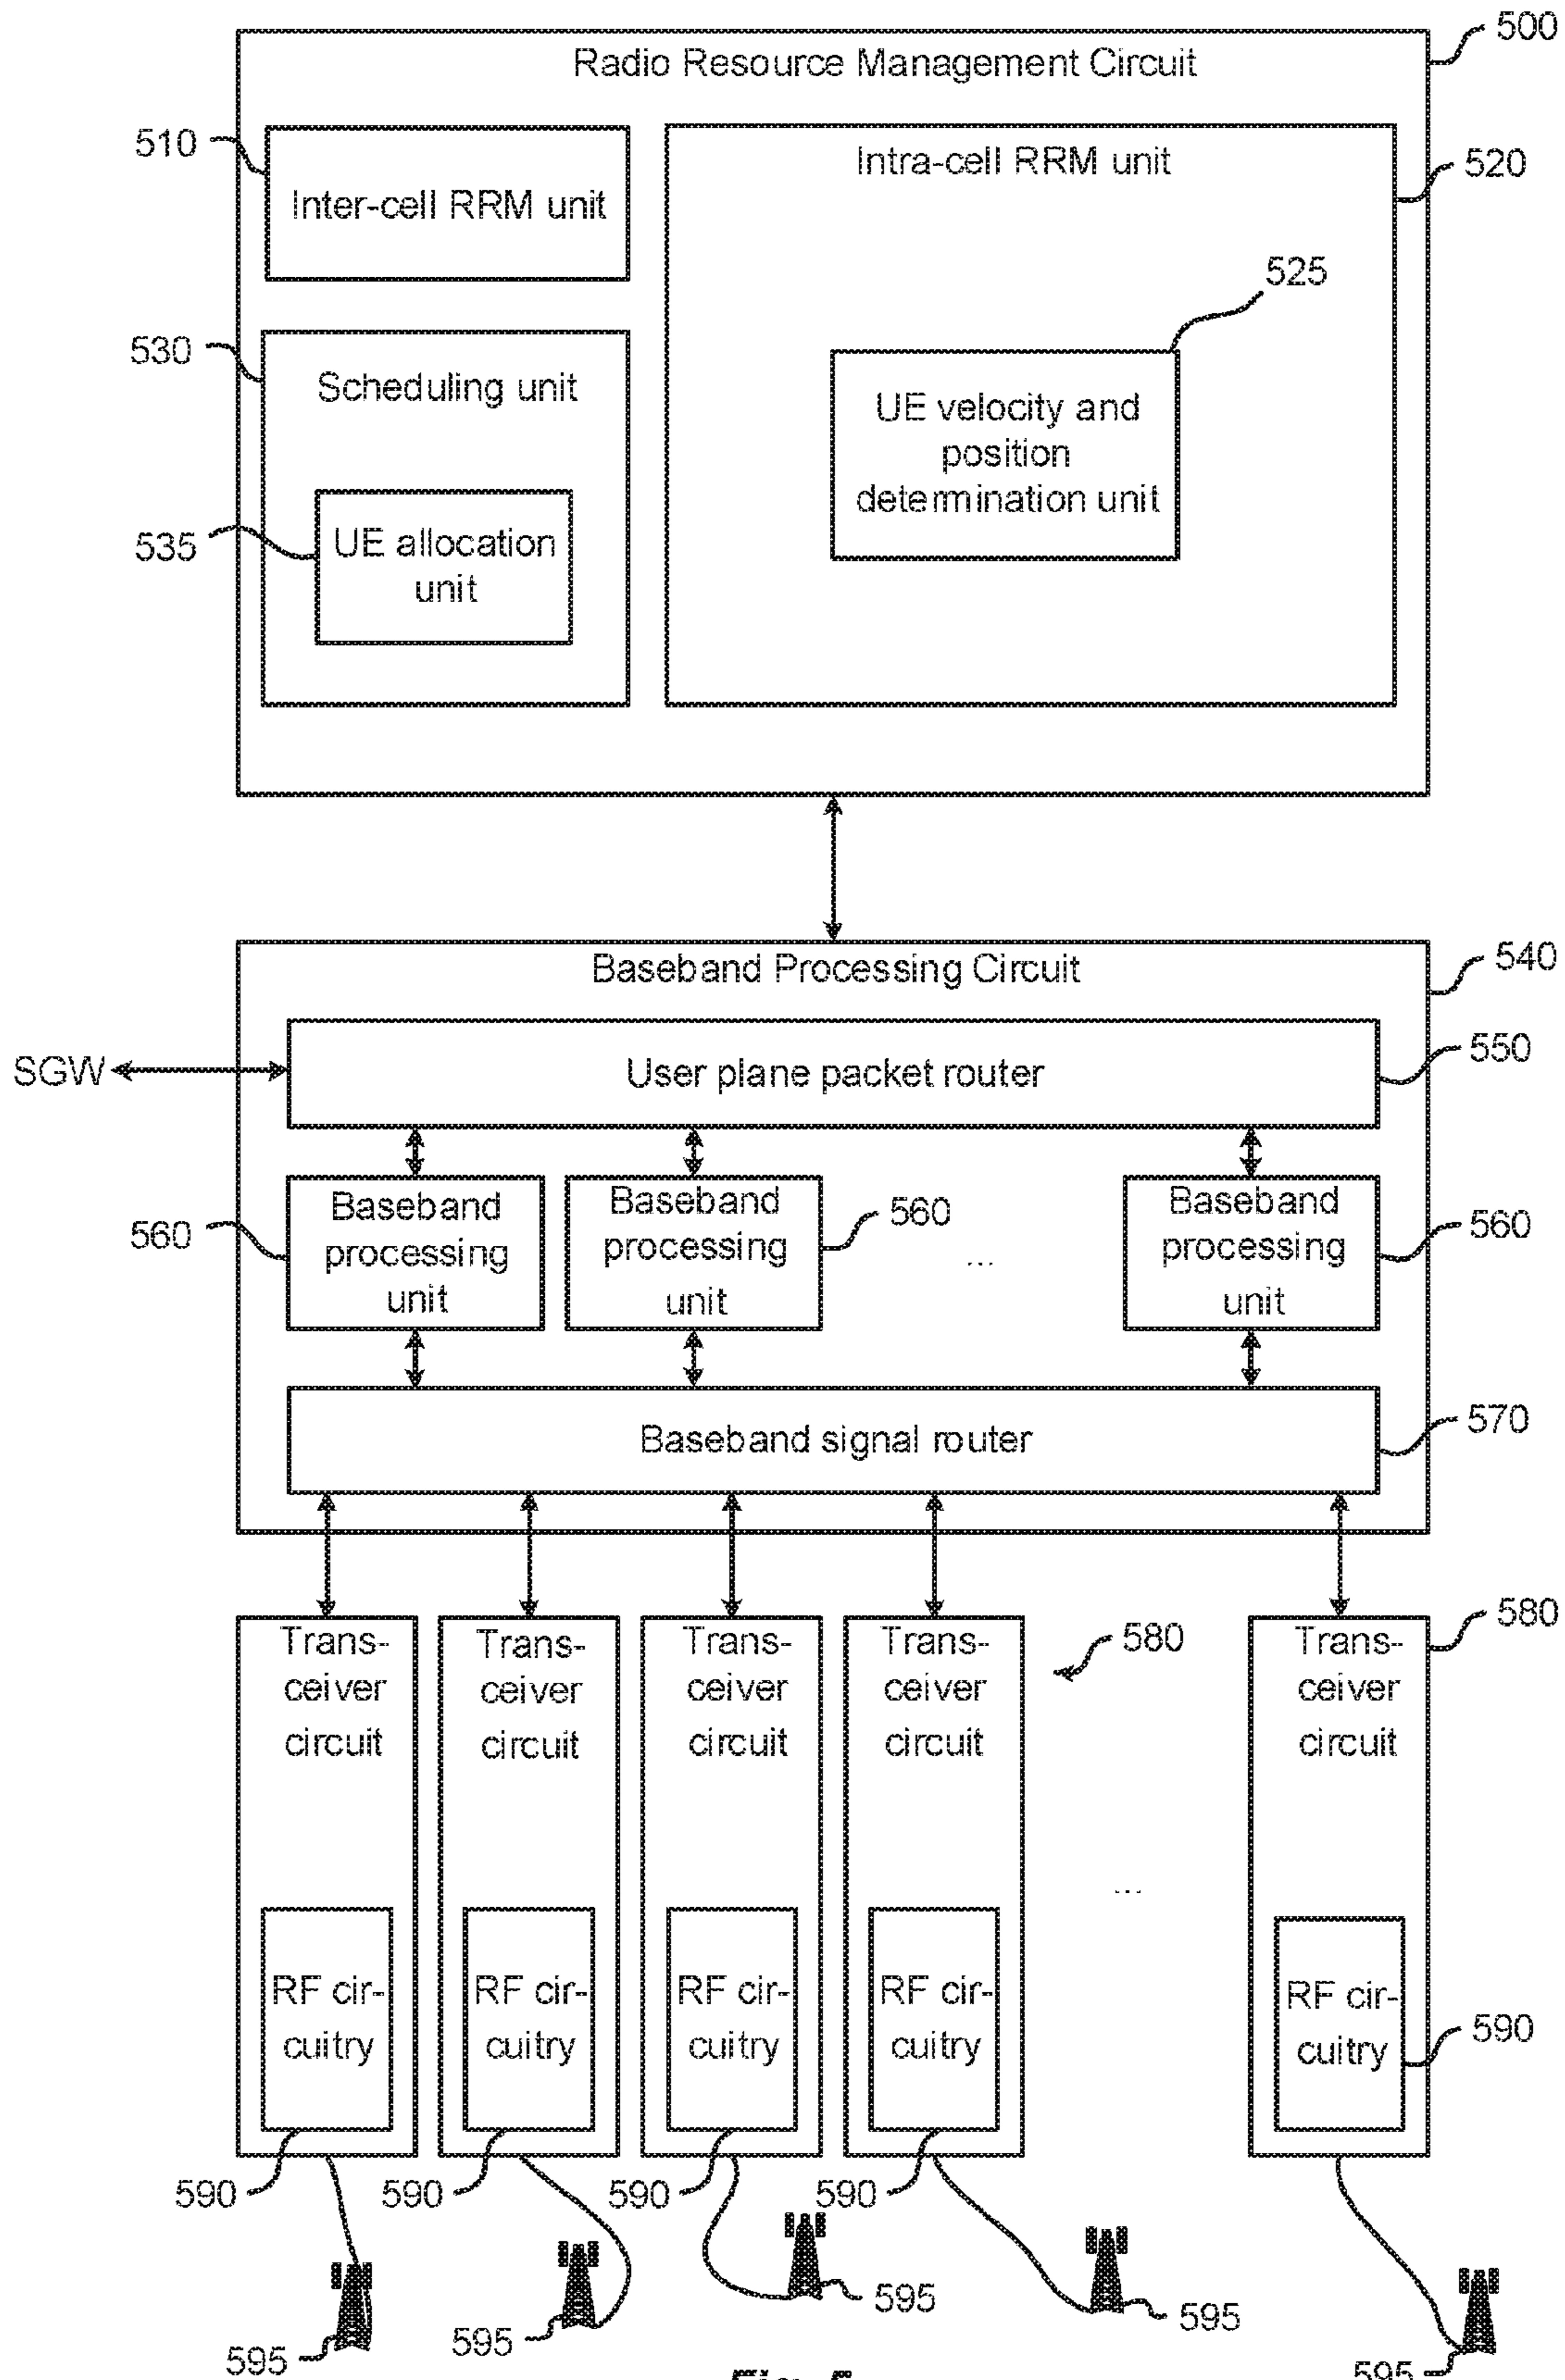 500
Radio Resource Management Circuit
510
Inter-cell RRM unit
Intra-cell RRM unit
520
525
530
Scheduling unit
UE velocity and
position
determination unit
535
UE allocation
unit
Baseband Processing Circuit
540
SGW
User plane packet router
550
560
Baseband
processing
unit
Baseband
processing
unit
560
...
Baseband
processing
unit
560
Baseband signal router
570
Trans-
ceiver
circuit
Trans-
ceiver
circuit
Trans-
ceiver
circuit
Trans-
ceiver
circuit
580
...
Trans-
ceiver
circuit
580
RF cir-
cuitry
RF cir-
cuitry
RF cir-
cuitry
RF cir-
cuitry
RF cir-
cuitry
590
590
590
590
590
595
595
595
595
595
Fig. 5